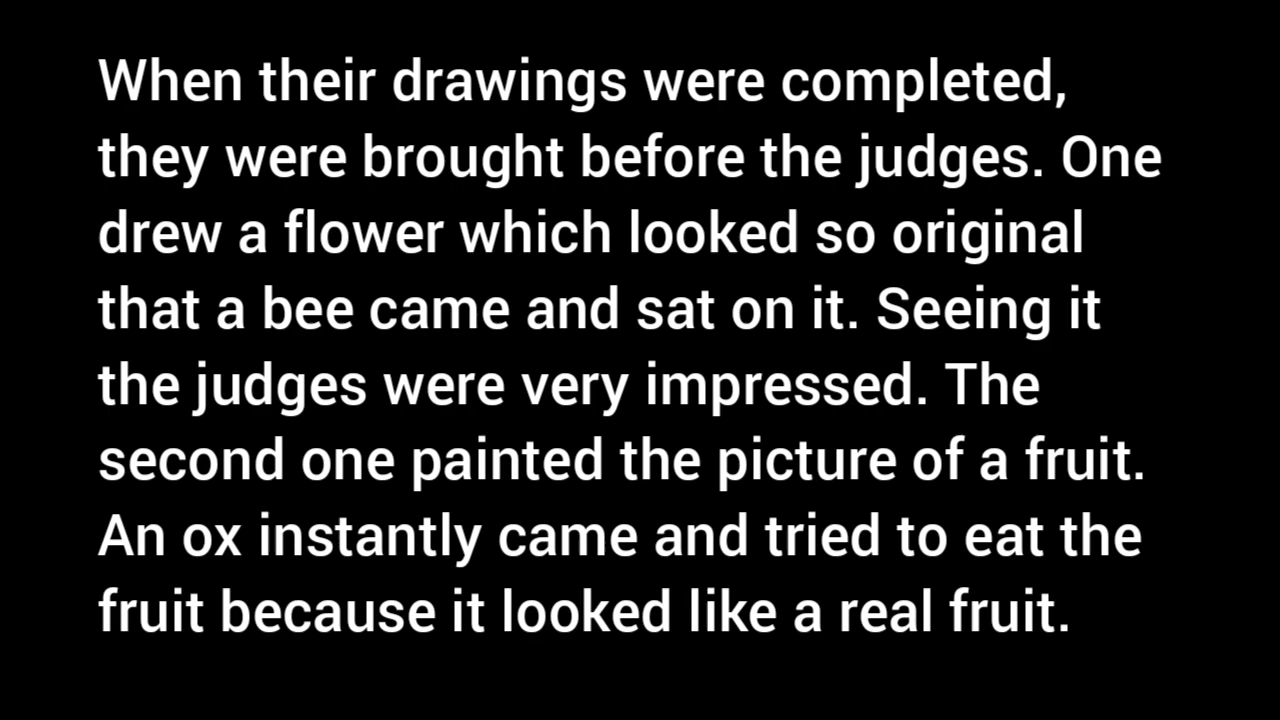 When their drawings were completed,
they were brought before the judges. One
drew a flower which looked so original
that a bee came and sat on it. Seeing it
the judges were very impressed. The
second one painted the picture of a fruit.
An ox instantly came and tried to eat the
fruit because it looked like a real fruit.